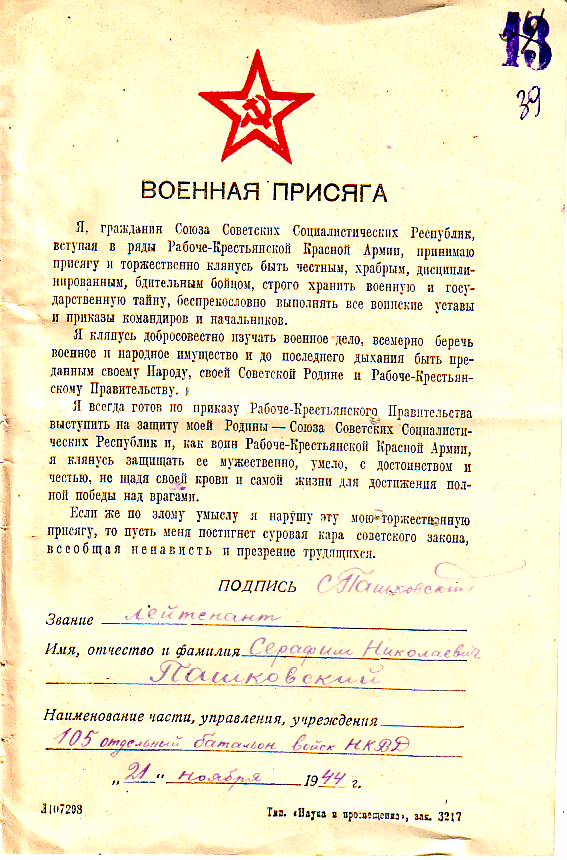 13
39
ВОЕННАЯ ПРИСЯГА
Я, гражданин Союза Советских Социалистических Республик,
вступая в ряды Рабоче-Крестьянской Красной Армии, принимаю
присягу и торжественно клянусь быть честным, храбрым, дисципли-
нированным, бдительным бойцом, строго хранить военную и госу-
дарственную тайну, беспрекословно выполнять все воинские уставы
и приказы командиров и начальников.
Я клянусь добросовестно изучать военное дело, всемерно беречь
военное и народное имущество и до последнего дыхания быть пре-
данным своему Народу, своей Советской Родине и Рабоче-Крестьян-
скому Правительству.
Я всегда готов по приказу Рабоче-Крестьянского Правительства
выступить на защиту моей Родины — Союза Советских Социалисти-
ческих Республик и, как воин Рабоче-Крестьянской Красной Армии,
я клянусь защищать ее мужественно, умело, с достоинством и
честью, не щадя своей крови и самой жизни для достижения пол-
ной победы над врагами.
Если же по злому умыслу я нарушу эту мою торжественную
присягу, то пусть меня постигнет суровая кара советского закона,
всеобщая ненависть и презрение трудящихся.
ПОДПИСЬ СПашковский
Звание лейтенант
Имя, отчество и фамилия Серафим Николаевич
Пашковский
Наименование части, управления, учреждения
105 отдельный батальон войск НКВД
„21" ноября 1944 г.
Л107298 Тип. «Наука и просвещение», зак. 3217